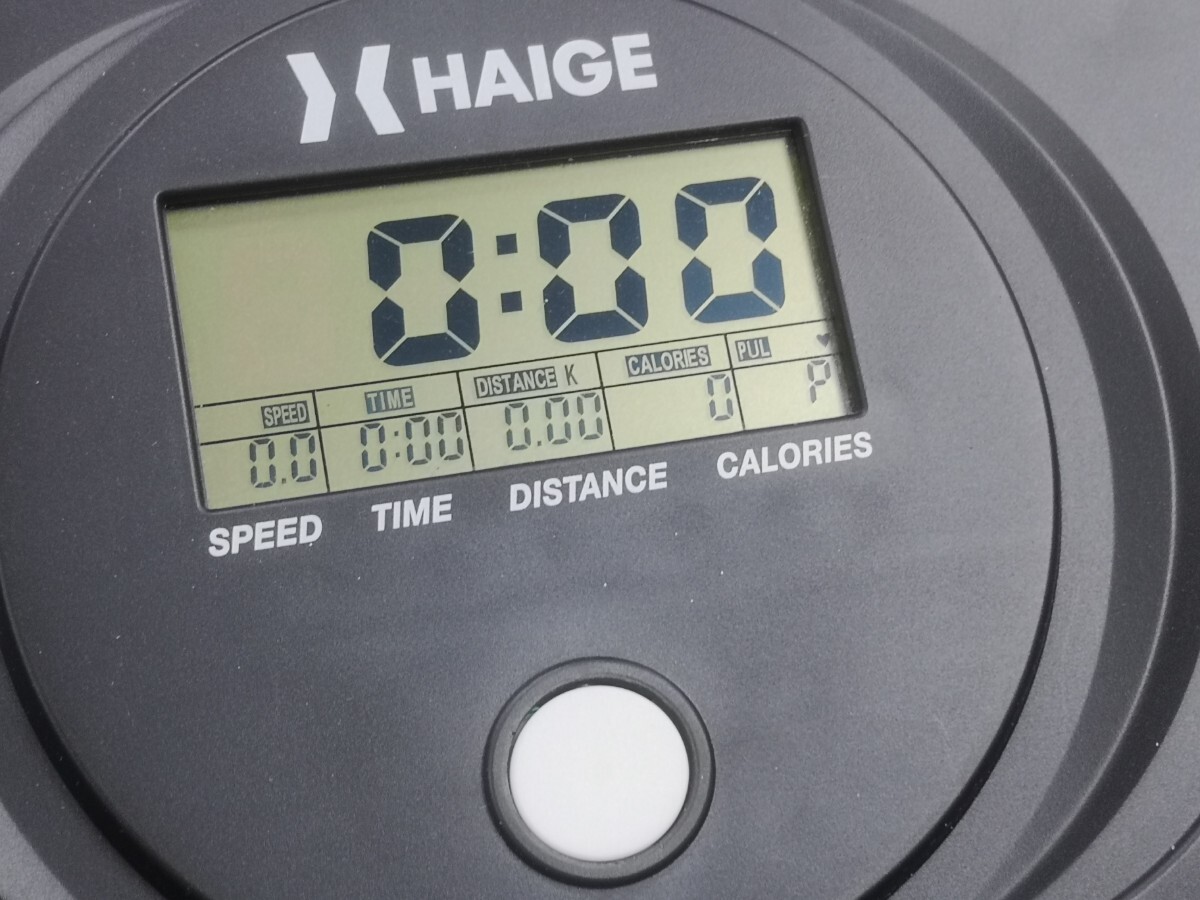 HAIGE
0:00
SPEED TIME DISTANCE K CALORIES PUL
0.0 0:00 0.00 0 P
SPEED TIME DISTANCE CALORIES